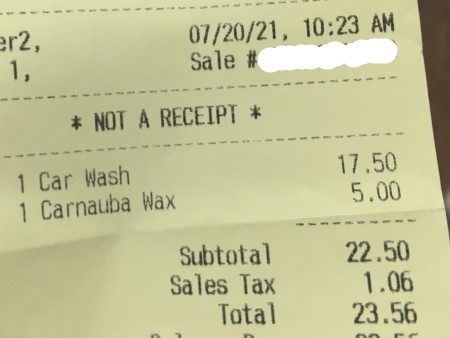 er2, 07/20/21, 10:23 AM
1, Sale #
* NOT A RECEIPT *
1 Car Wash 17.50
1 Carnauba Wax 5.00
Subtotal 22.50
Sales Tax 1.06
Total 23.56